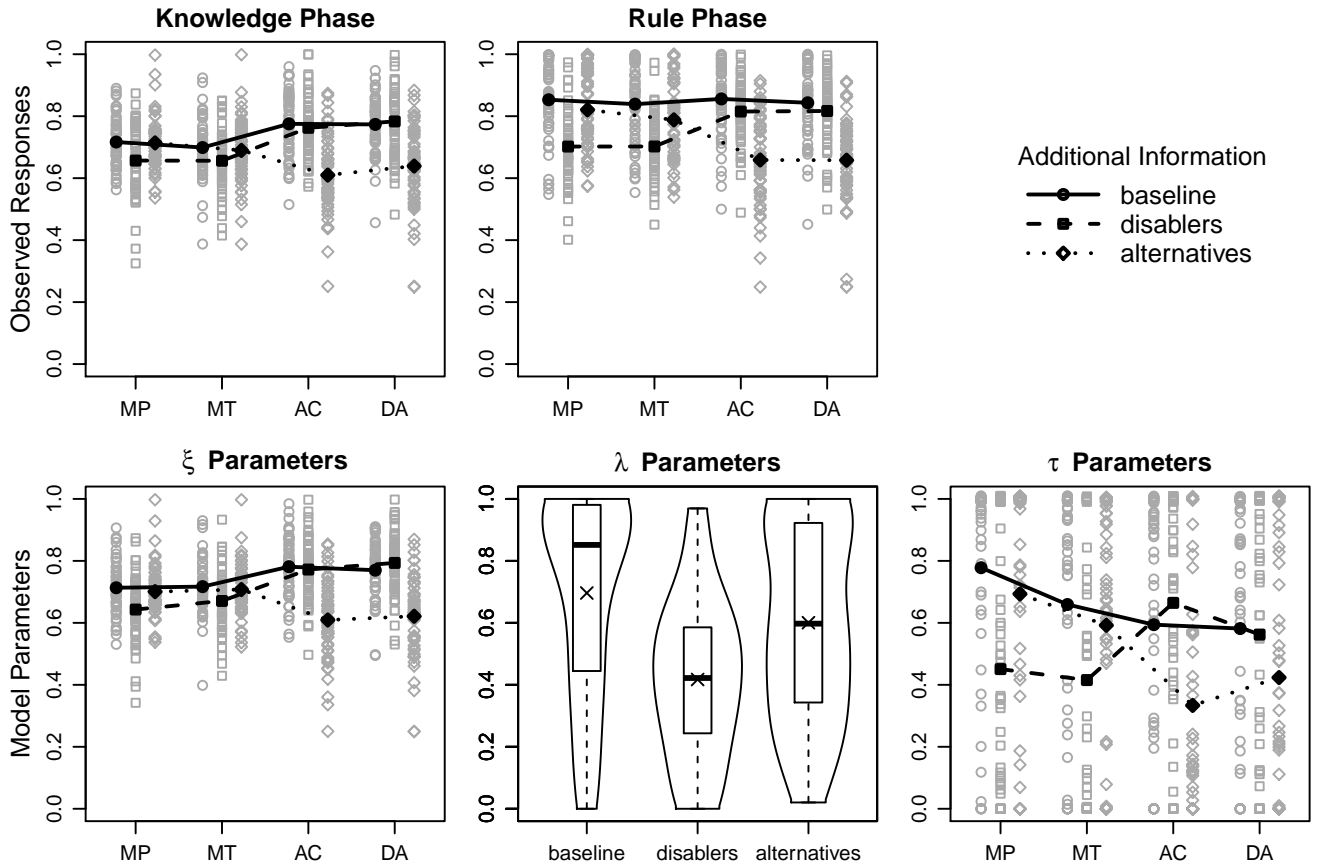 Knowledge Phase
Rule Phase
Observed Responses
0.0 0.2 0.4 0.6 0.8 1.0
MP MT AC DA
0.0 0.2 0.4 0.6 0.8 1.0
MP MT AC DA
Additional Information
baseline
disablers
alternatives
ξ Parameters
λ Parameters
τ Parameters
Model Parameters
0.0 0.2 0.4 0.6 0.8 1.0
MP MT AC DA
0.0 0.2 0.4 0.6 0.8 1.0
baseline disablers alternatives
0.0 0.2 0.4 0.6 0.8 1.0
MP MT AC DA